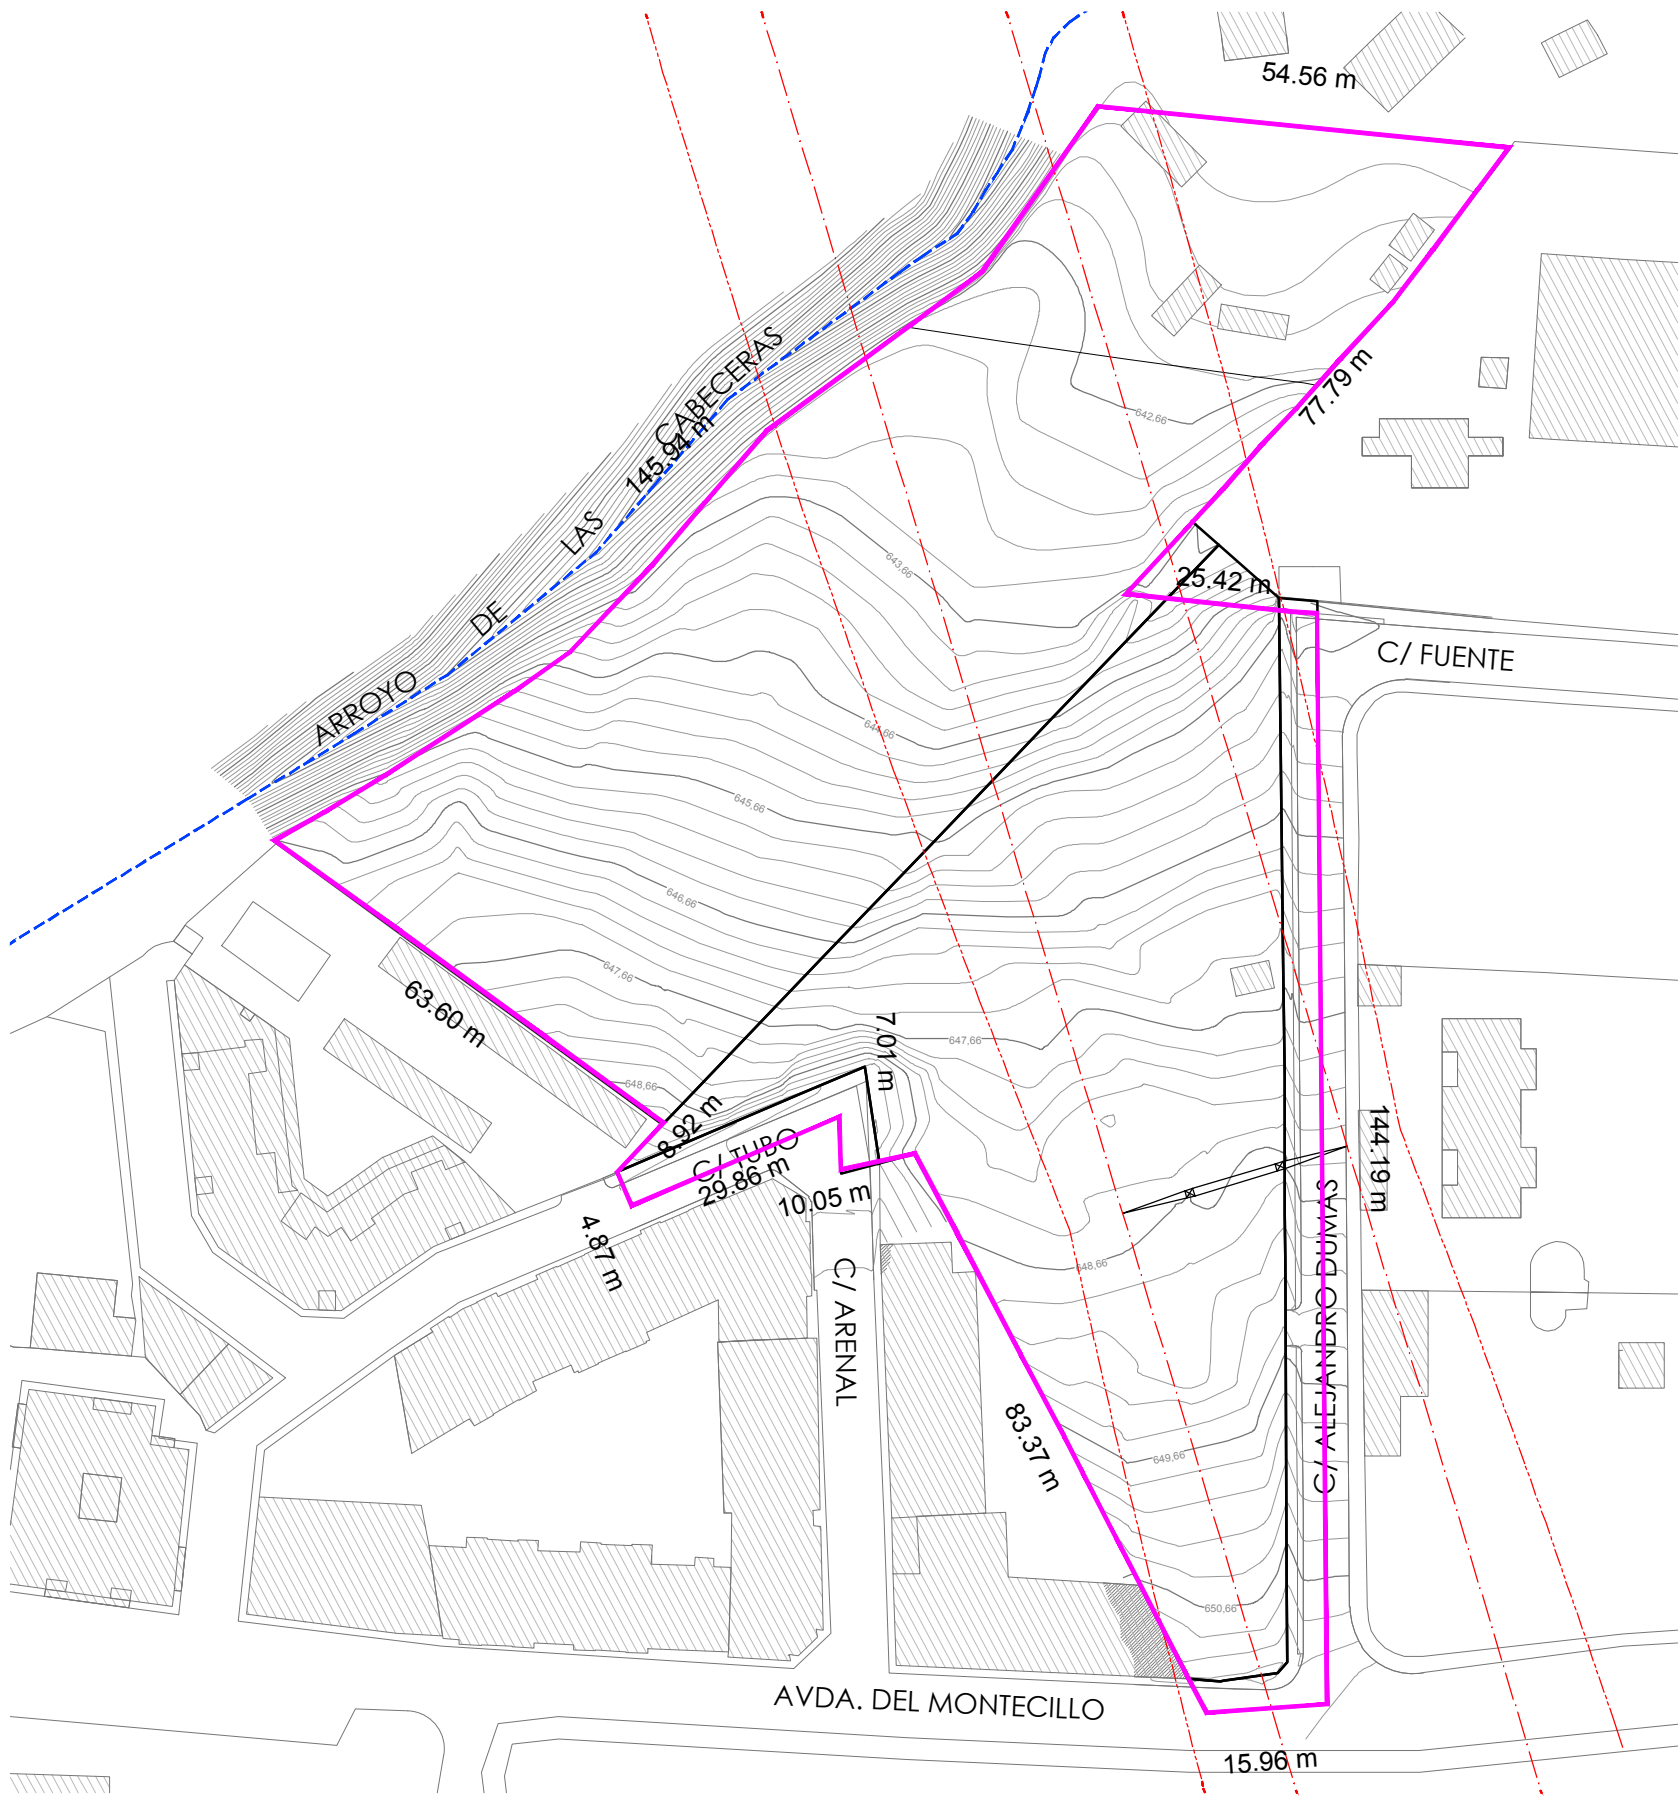 54.56 m
ARROYO DE LAS CABECERAS
145.94 m
77.79 m
642,66
643,66
25.42 m
C/ FUENTE
644,66
645,66
646,66
647,66
63.60 m
7.01 m
647,66
648,66
8.92 m
C/ TUBO
29.86 m
10.05 m
4.87 m
144.19 m
C/ ALEJANDRO DUMAS
648,66
C/ ARENAL
83.37 m
649,66
650,66
AVDA. DEL MONTECILLO
15.96 m